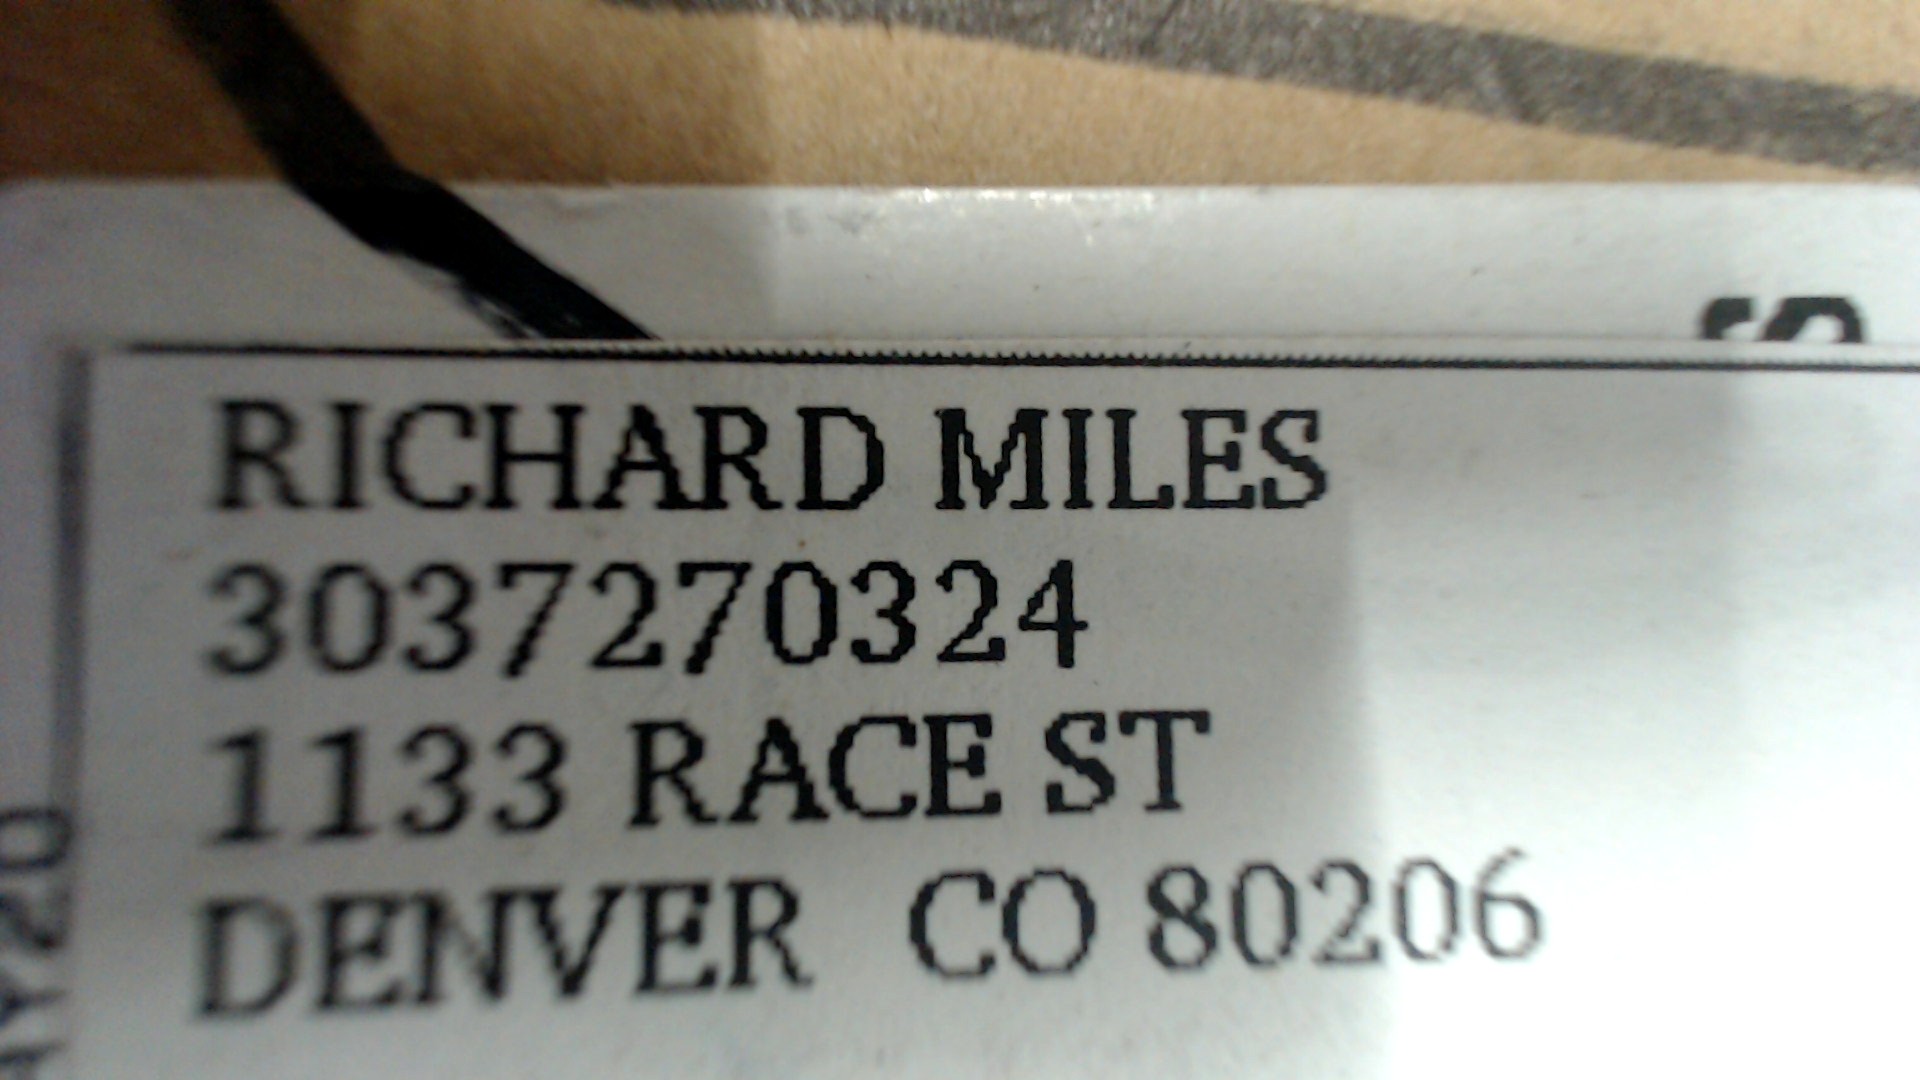 RICHARD MILES
3037270324
1133 RACE ST
DENVER CO 80206